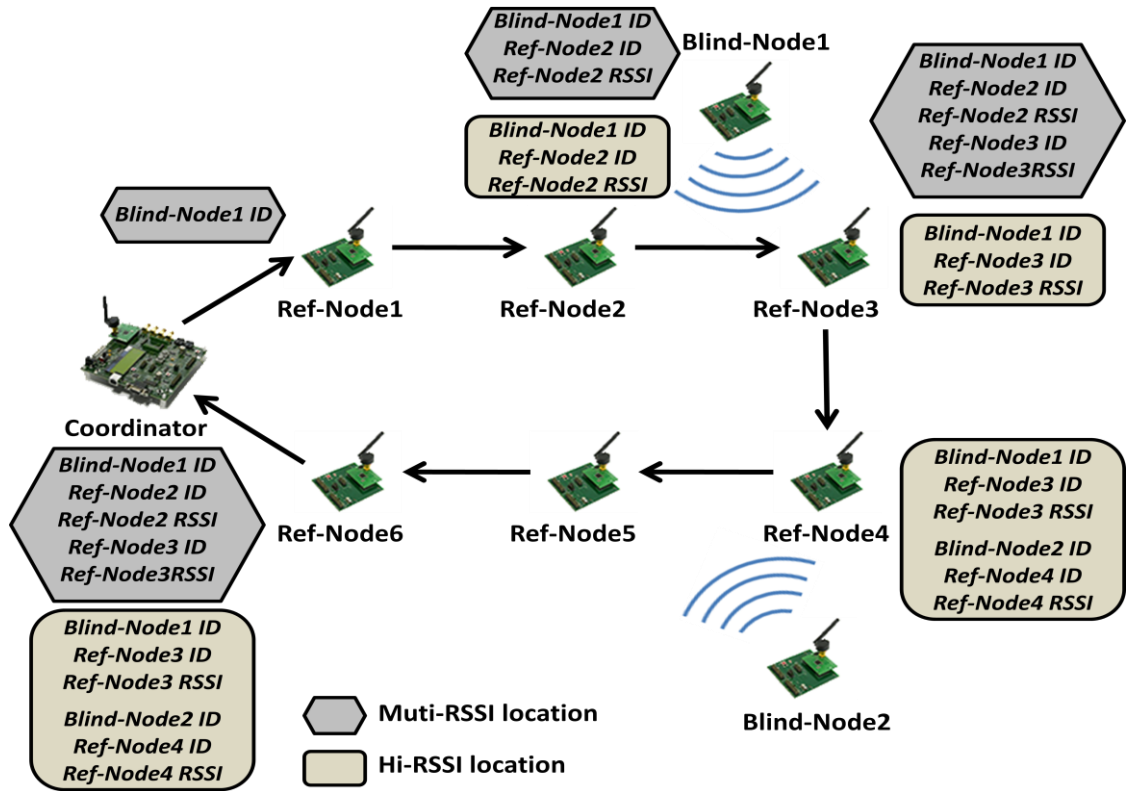 Blind-Node1 ID
Ref-Node2 ID
Ref-Node2 RSSI
Blind-Node1
Blind-Node1 ID
Ref-Node2 ID
Ref-Node2 RSSI
Ref-Node3 ID
Ref-Node3RSSI
Blind-Node1 ID
Ref-Node2 ID
Ref-Node2 RSSI
Blind-Node1 ID
Blind-Node1 ID
Ref-Node3 ID
Ref-Node3 RSSI
Ref-Node1
Ref-Node2
Ref-Node3
Coordinator
Blind-Node1 ID
Ref-Node2 ID
Ref-Node2 RSSI
Ref-Node3 ID
Ref-Node3RSSI
Ref-Node6
Ref-Node5
Ref-Node4
Blind-Node1 ID
Ref-Node3 ID
Ref-Node3 RSSI
Blind-Node2 ID
Ref-Node4 ID
Ref-Node4 RSSI
Blind-Node1 ID
Ref-Node3 ID
Ref-Node3 RSSI
Blind-Node2 ID
Ref-Node4 ID
Ref-Node4 RSSI
Blind-Node2
Muti-RSSI location
Hi-RSSI location